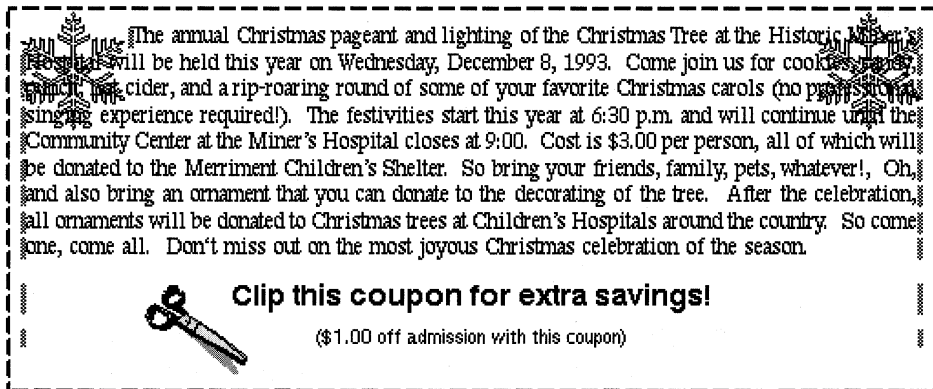 The annual Christmas pageant and lighting of the Christmas Tree at the Historic Miner's
Hospital will be held this year on Wednesday, December 8, 1993. Come join us for cookies, candy,
punch, hot cider, and a rip-roaring round of some of your favorite Christmas carols (no professional
singing experience required!). The festivities start this year at 6:30 p.m. and will continue until the
Community Center at the Miner's Hospital closes at 9:00. Cost is $3.00 per person, all of which will
be donated to the Merriment Children's Shelter. So bring your friends, family, pets, whatever!, Oh,
and also bring an ornament that you can donate to the decorating of the tree. After the celebration,
all ornaments will be donated to Christmas trees at Children's Hospitals around the country. So come
one, come all. Don't miss out on the most joyous Christmas celebration of the season.
Clip this coupon for extra savings!
($1.00 off admission with this coupon)